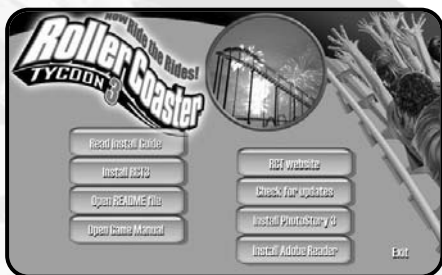 Now Ride the Rides!
RollerCoaster
TYCOON 3
Read Install Guide
Install RCT3
Open README file
Open Game Manual
RCT website
Check for updates
Install PhotoStory 3
Install Adobe Reader
Exit